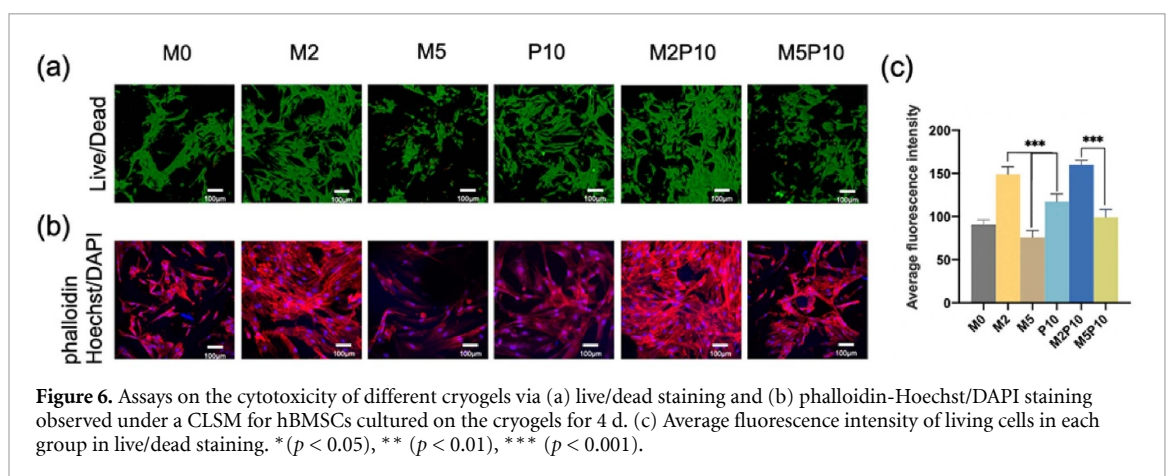 M0 M2 M5 P10 M2P10 M5P10
(a)
Live/Dead
100μm 100μm 100μm 100μm 100μm 100μm
(b)
phalloidin
Hoechst/DAPI
100μm 100μm 100μm 100μm 100μm 100μm
(c)
Average fluorescence intensity
200
150
100
50
0
*** ***
M0 M2 M5 P10 M2P10 M5P10
Figure 6. Assays on the cytotoxicity of different cryogels via (a) live/dead staining and (b) phalloidin-Hoechst/DAPI staining
observed under a CLSM for hBMSCs cultured on the cryogels for 4 d. (c) Average fluorescence intensity of living cells in each
group in live/dead staining. *(p < 0.05), ** (p < 0.01), *** (p < 0.001).